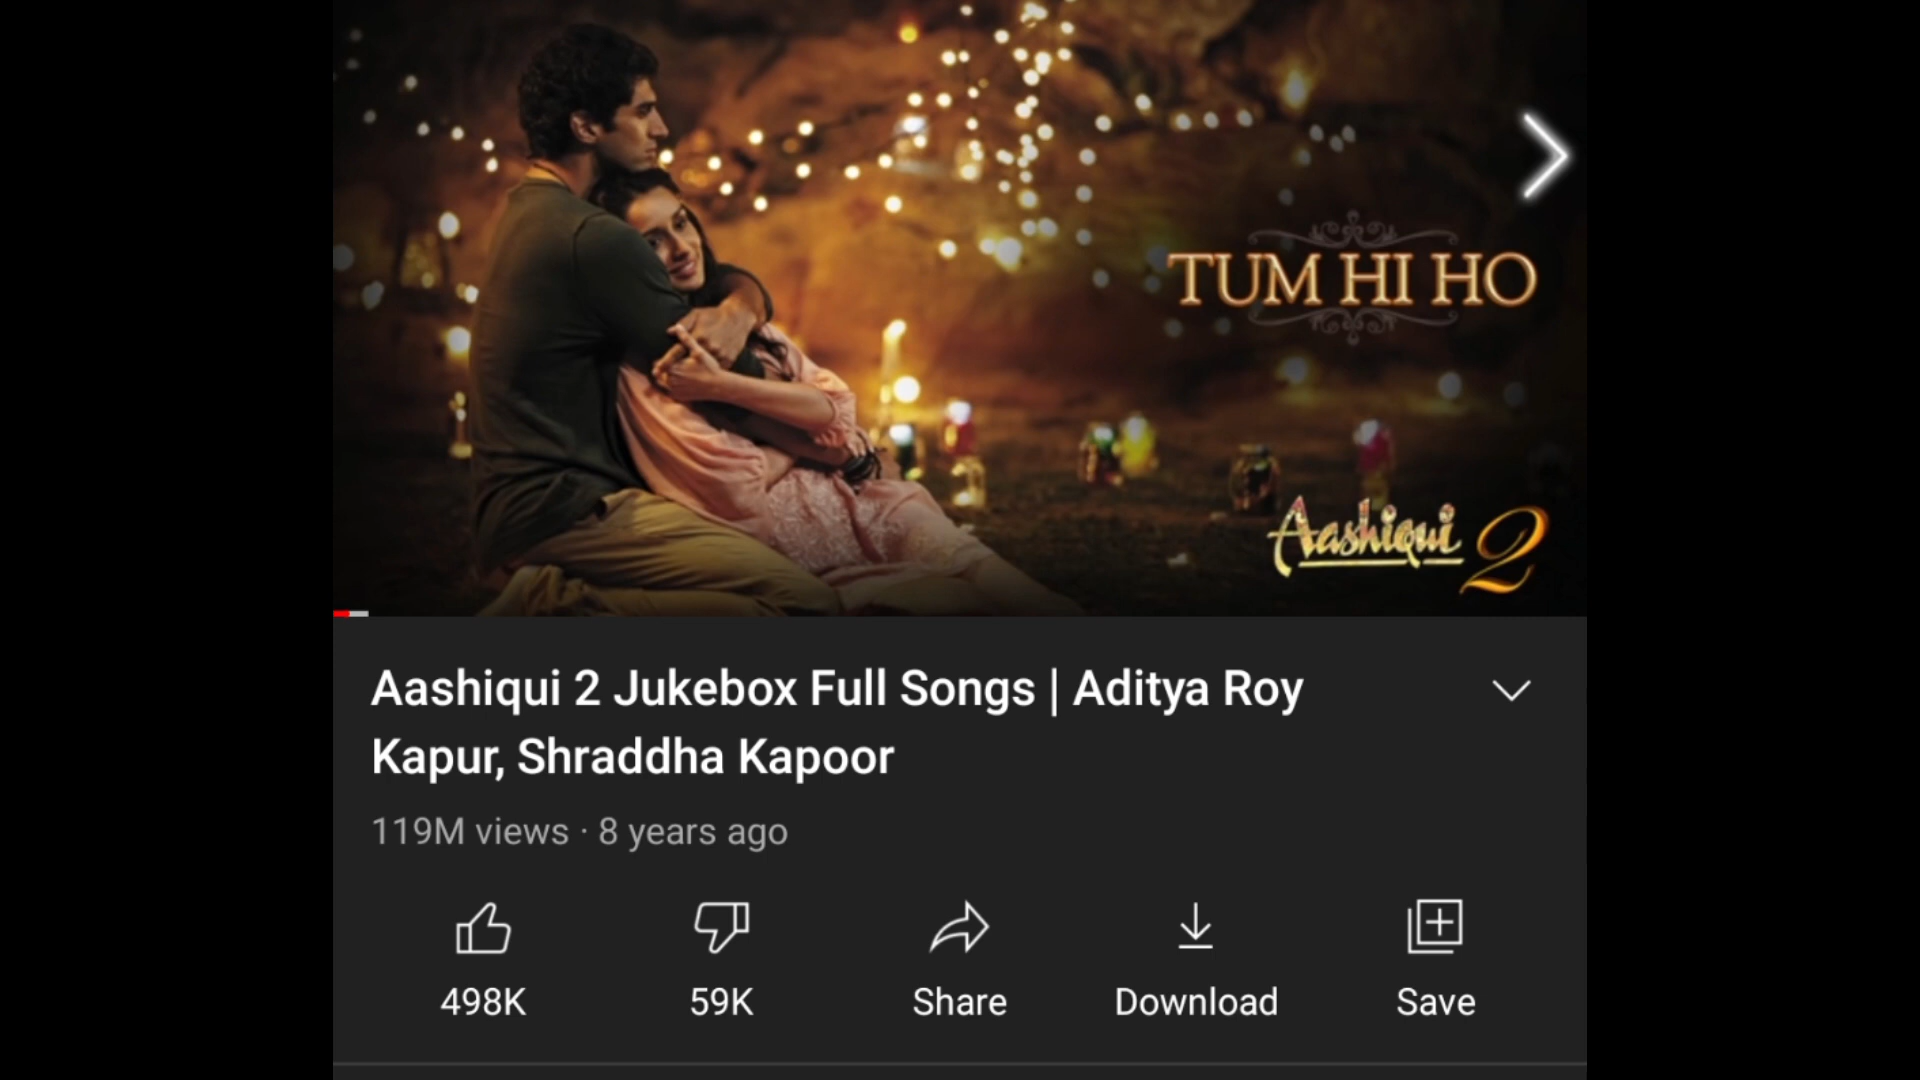 TUM HI HO
Aashiqui 2
Aashiqui 2 Jukebox Full Songs | Aditya Roy
Kapur, Shraddha Kapoor
119M views · 8 years ago
498K
59K
Share
Download
Save